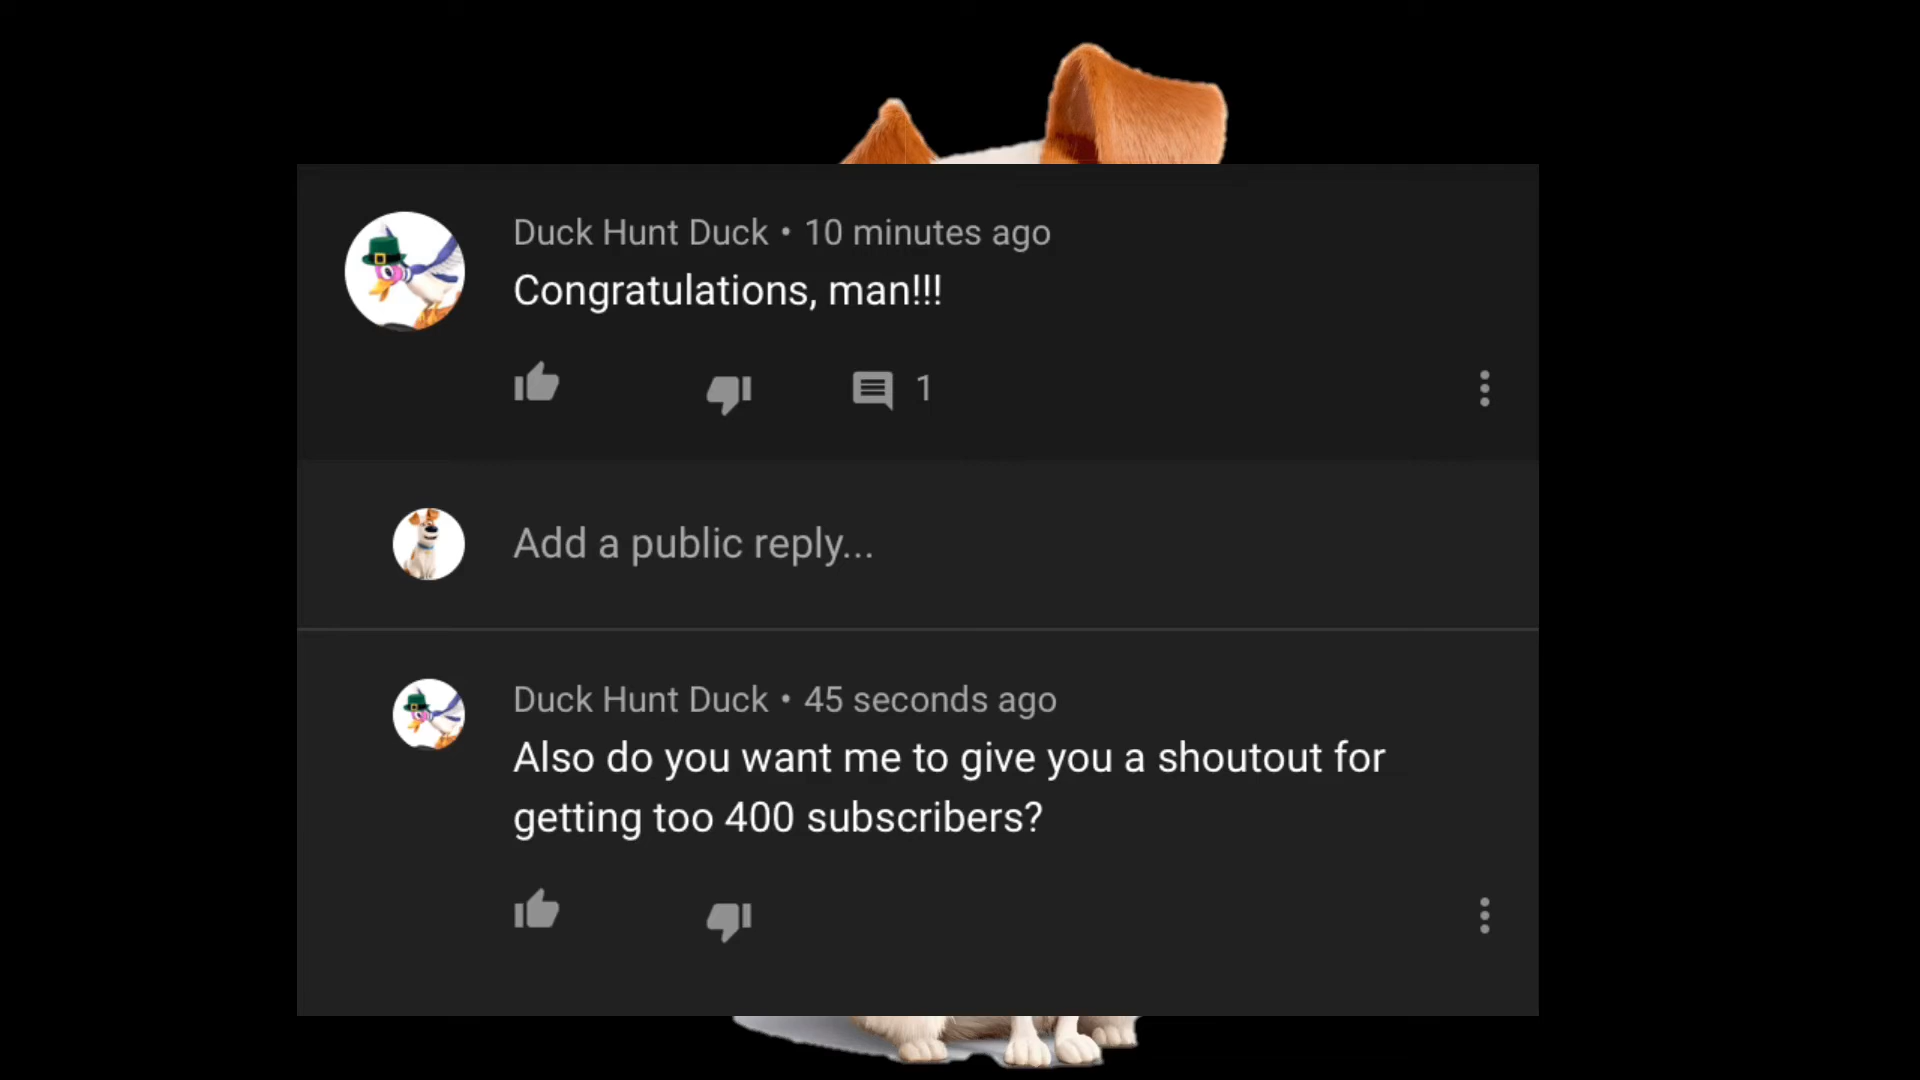 Duck Hunt Duck • 10 minutes ago
Congratulations, man!!!
1
Add a public reply...
Duck Hunt Duck • 45 seconds ago
Also do you want me to give you a shoutout for
getting too 400 subscribers?